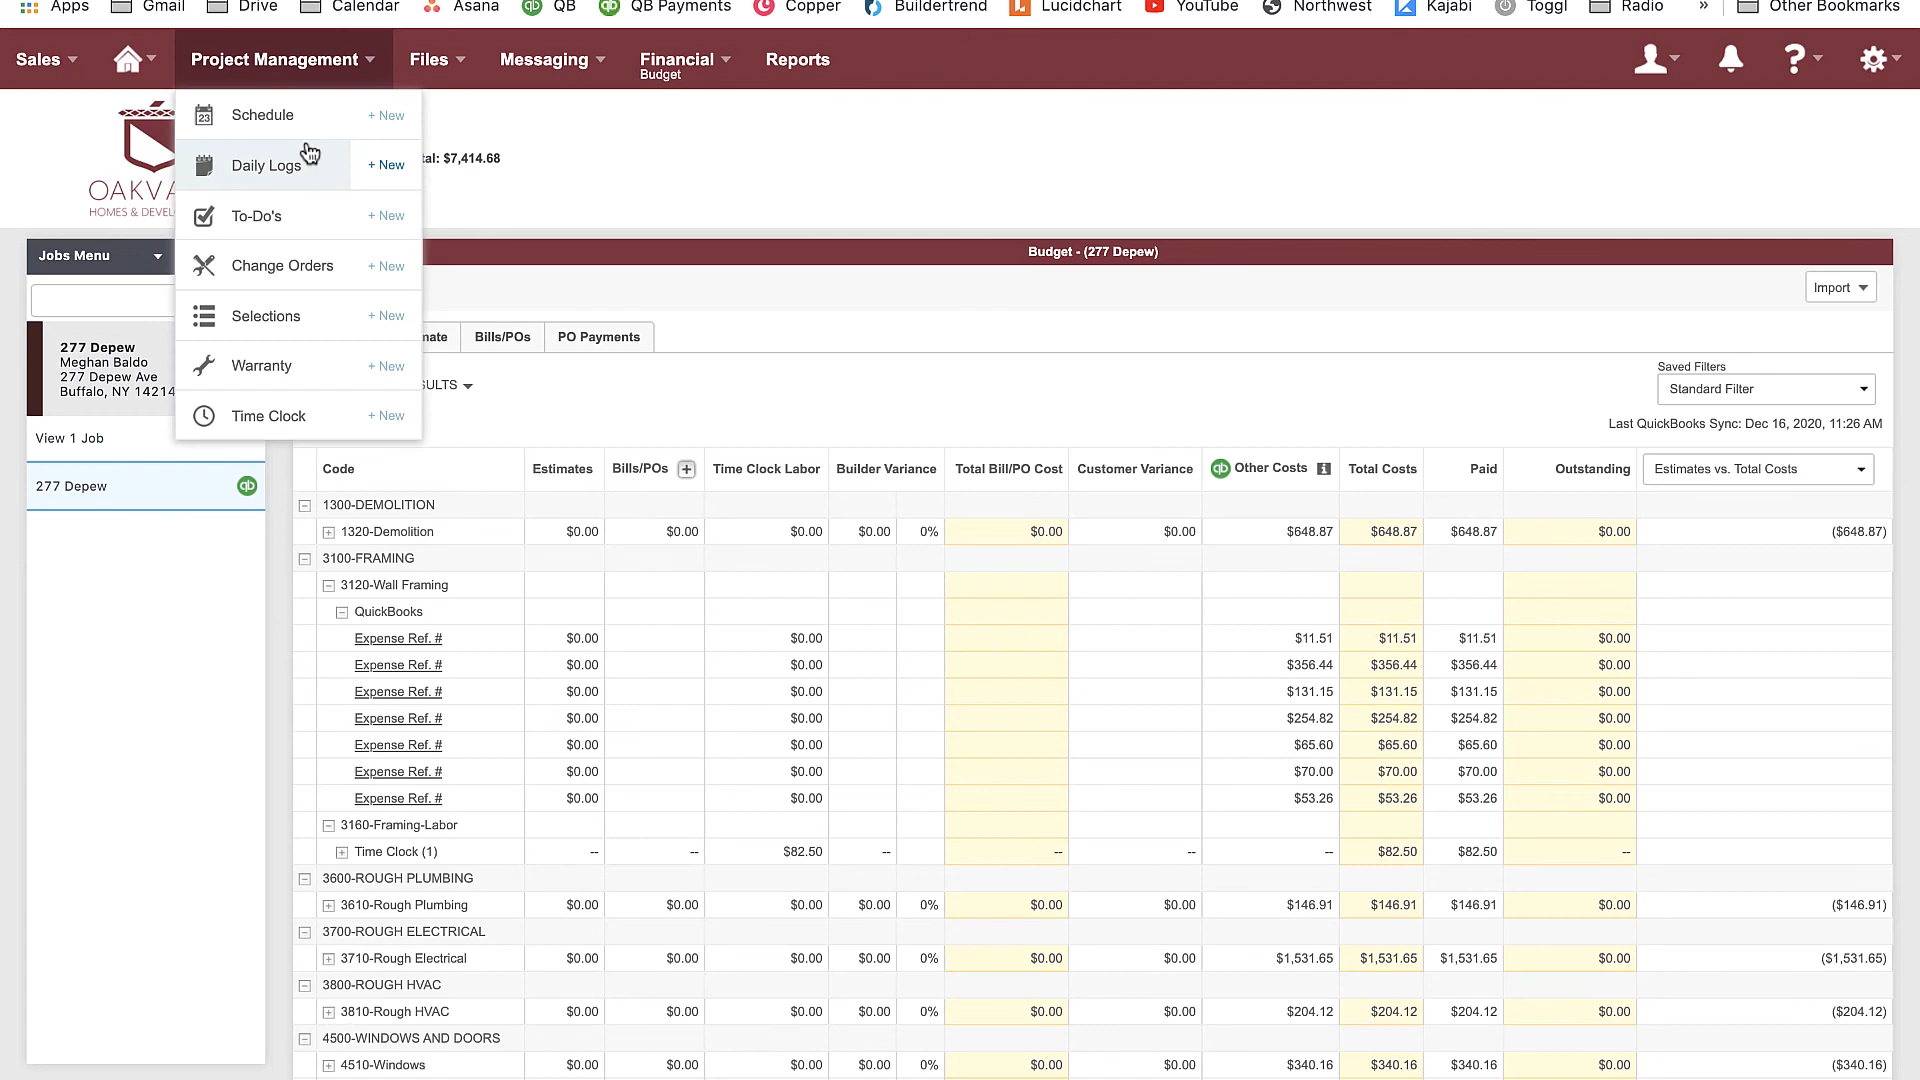 Apps Gmail Drive Calendar Asana QB QB Payments Copper Buildertrend Lucidchart YouTube Northwest Kajabi Toggl Radio » Other Bookmarks
Sales Project Management Files Messaging Financial Reports
Budget
23 Schedule + New
Daily Logs + New
To-Do's + New
Change Orders + New
Selections + New
Warranty + New
Time Clock + New
OAKVA
HOMES & DEVEL
tal: $7,414.68
Jobs Menu
277 Depew
Meghan Baldo
277 Depew Ave
Buffalo, NY 14214
View 1 Job
277 Depew
Budget - (277 Depew)
Import
mate Bills/POs PO Payments
SULTS
Saved Filters
Standard Filter
Last QuickBooks Sync: Dec 16, 2020, 11:26 AM
Code Estimates Bills/POs + Time Clock Labor Builder Variance Total Bill/PO Cost Customer Variance Other Costs Total Costs Paid Outstanding Estimates vs. Total Costs
1300-DEMOLITION
1320-Demolition $0.00 $0.00 $0.00 $0.00 0% $0.00 $0.00 $648.87 $648.87 $648.87 $0.00 ($648.87)
3100-FRAMING
3120-Wall Framing
QuickBooks
Expense Ref. # $0.00 $0.00 $11.51 $11.51 $11.51 $0.00
Expense Ref. # $0.00 $0.00 $356.44 $356.44 $356.44 $0.00
Expense Ref. # $0.00 $0.00 $131.15 $131.15 $131.15 $0.00
Expense Ref. # $0.00 $0.00 $254.82 $254.82 $254.82 $0.00
Expense Ref. # $0.00 $0.00 $65.60 $65.60 $65.60 $0.00
Expense Ref. # $0.00 $0.00 $70.00 $70.00 $70.00 $0.00
Expense Ref. # $0.00 $0.00 $53.26 $53.26 $53.26 $0.00
3160-Framing-Labor
Time Clock (1) -- -- $82.50 -- -- -- -- $82.50 $82.50 --
3600-ROUGH PLUMBING
3610-Rough Plumbing $0.00 $0.00 $0.00 $0.00 0% $0.00 $0.00 $146.91 $146.91 $146.91 $0.00 ($146.91)
3700-ROUGH ELECTRICAL
3710-Rough Electrical $0.00 $0.00 $0.00 $0.00 0% $0.00 $0.00 $1,531.65 $1,531.65 $1,531.65 $0.00 ($1,531.65)
3800-ROUGH HVAC
3810-Rough HVAC $0.00 $0.00 $0.00 $0.00 0% $0.00 $0.00 $204.12 $204.12 $204.12 $0.00 ($204.12)
4500-WINDOWS AND DOORS
4510-Windows $0.00 $0.00 $0.00 $0.00 0% $0.00 $0.00 $340.16 $340.16 $340.16 $0.00 ($340.16)